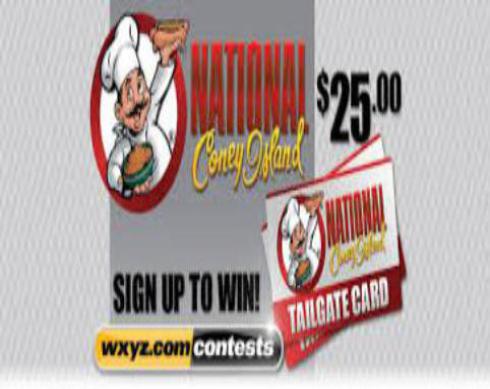 NATIONAL
Coney Island
$25.00
NATIONAL
Coney Island
TAILGATE CARD
SIGN UP TO WIN!
wxyz.com contests